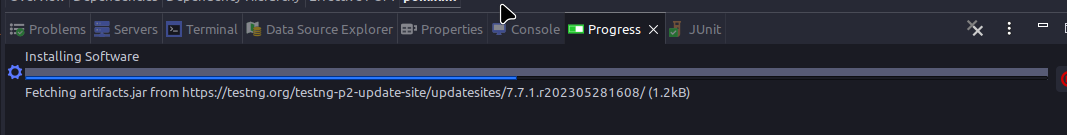 Problems Servers Terminal Data Source Explorer Properties Console Progress JUnit
Installing Software
Fetching artifacts.jar from https://testng.org/testng-p2-update-site/updatesites/7.7.1.r202305281608/ (1.2kB)